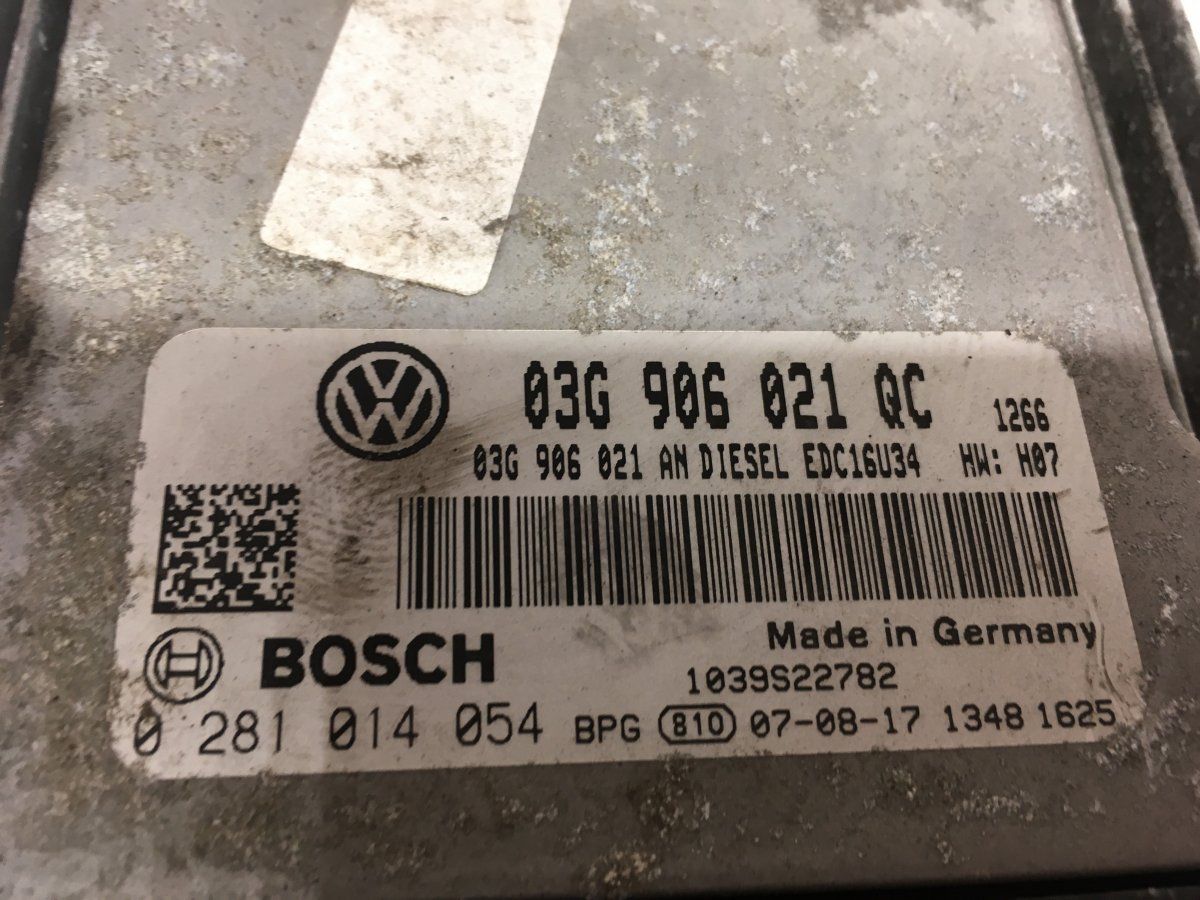 03G 906 021 QC 1266
03G 906 021 AN DIESEL EDC16U34 HW: H07
BOSCH
Made in Germany
1039S22782
0 281 014 054 BPG 810 07-08-17 1348 1625